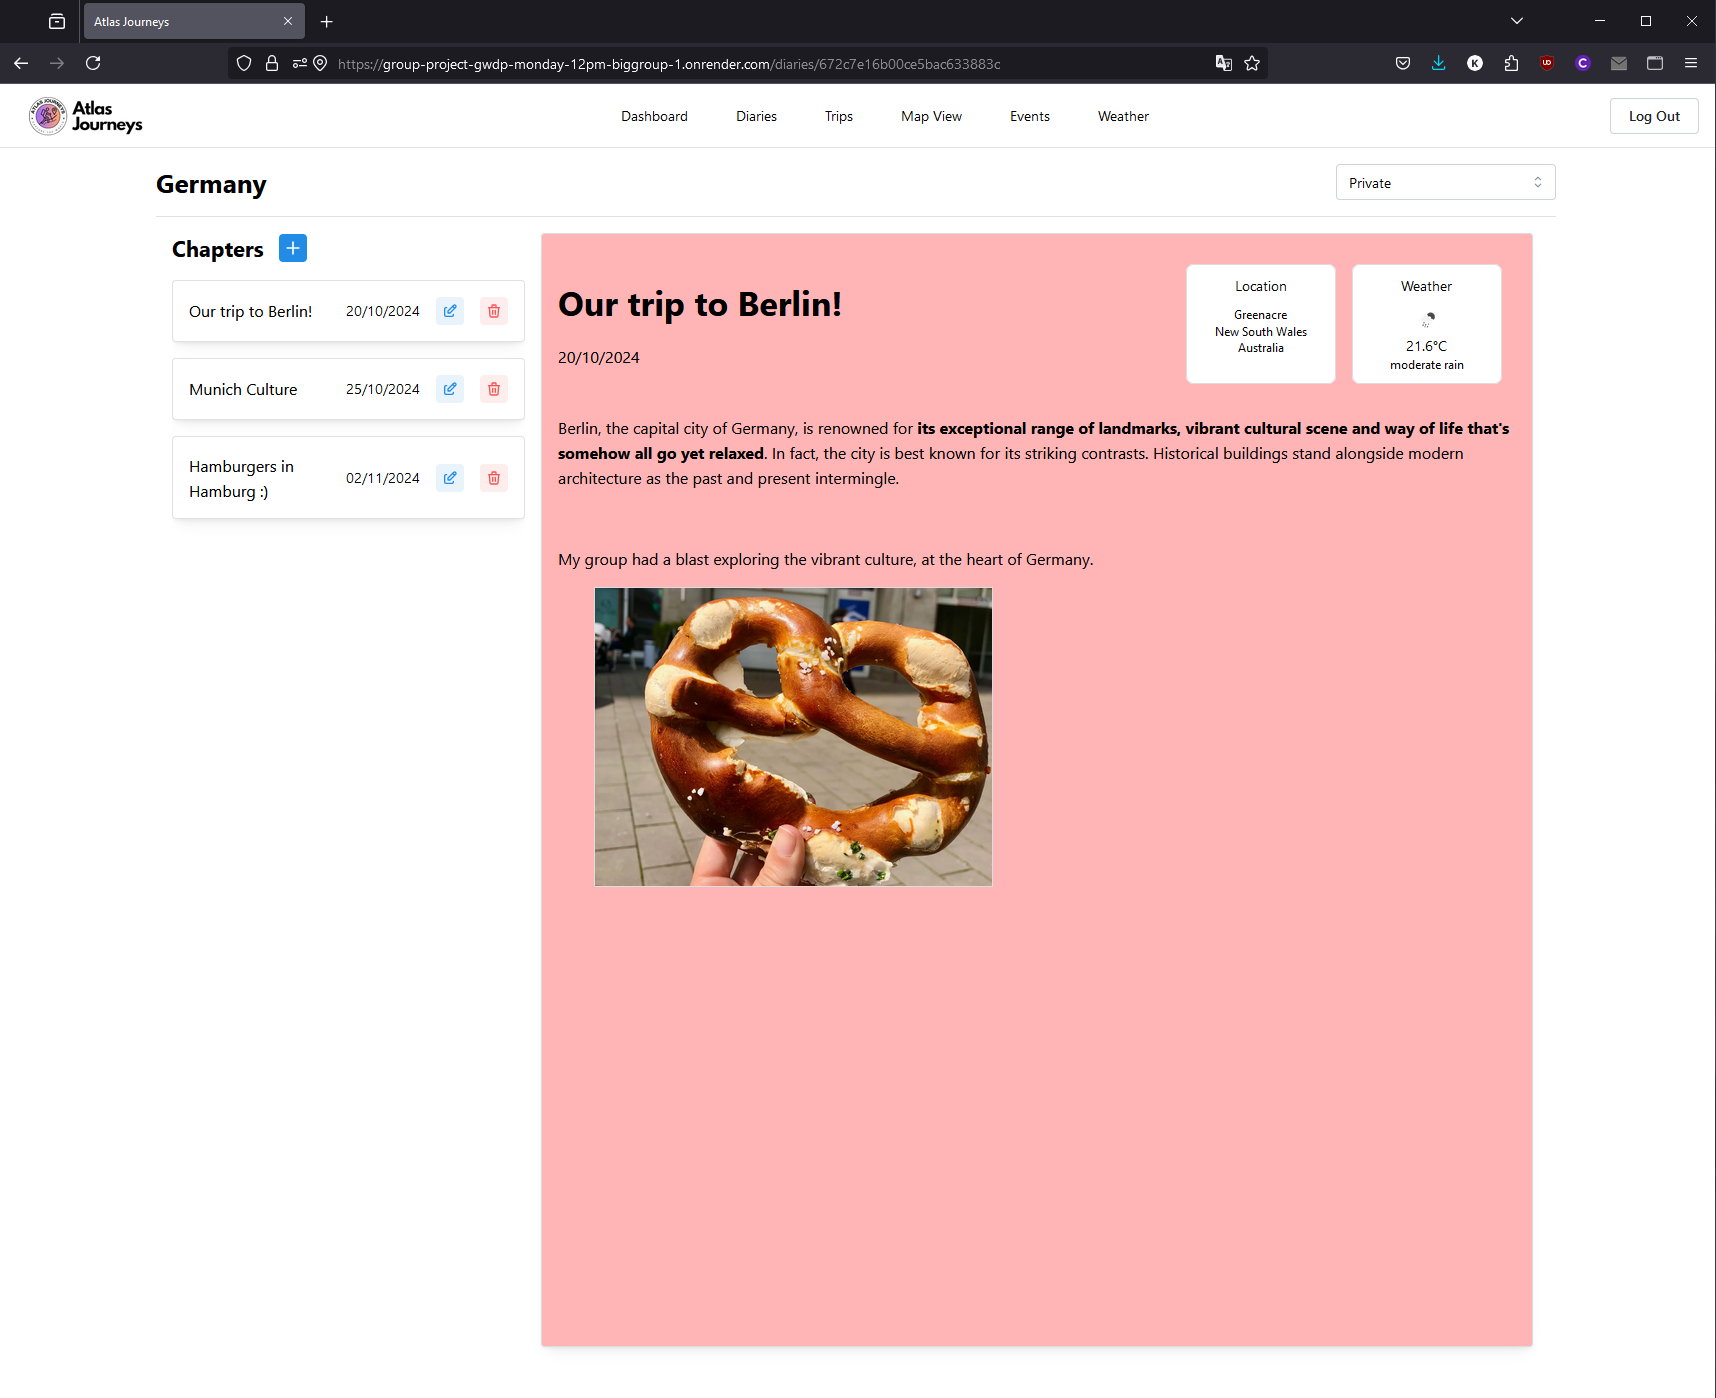 Atlas Journeys
https://group-project-gwdp-monday-12pm-biggroup-1.onrender.com/diaries/672c7e16b00ce5bac633883c
Atlas
Journeys
Dashboard
Diaries
Trips
Map View
Events
Weather
Log Out
Germany
Private
Chapters
Our trip to Berlin! 20/10/2024
Munich Culture 25/10/2024
Hamburgers in
Hamburg :)
02/11/2024
Our trip to Berlin!
20/10/2024
Location
Greenacre
New South Wales
Australia
Weather
21.6°C
moderate rain
Berlin, the capital city of Germany, is renowned for its exceptional range of landmarks, vibrant cultural scene and way of life that's
somehow all go yet relaxed. In fact, the city is best known for its striking contrasts. Historical buildings stand alongside modern
architecture as the past and present intermingle.
My group had a blast exploring the vibrant culture, at the heart of Germany.